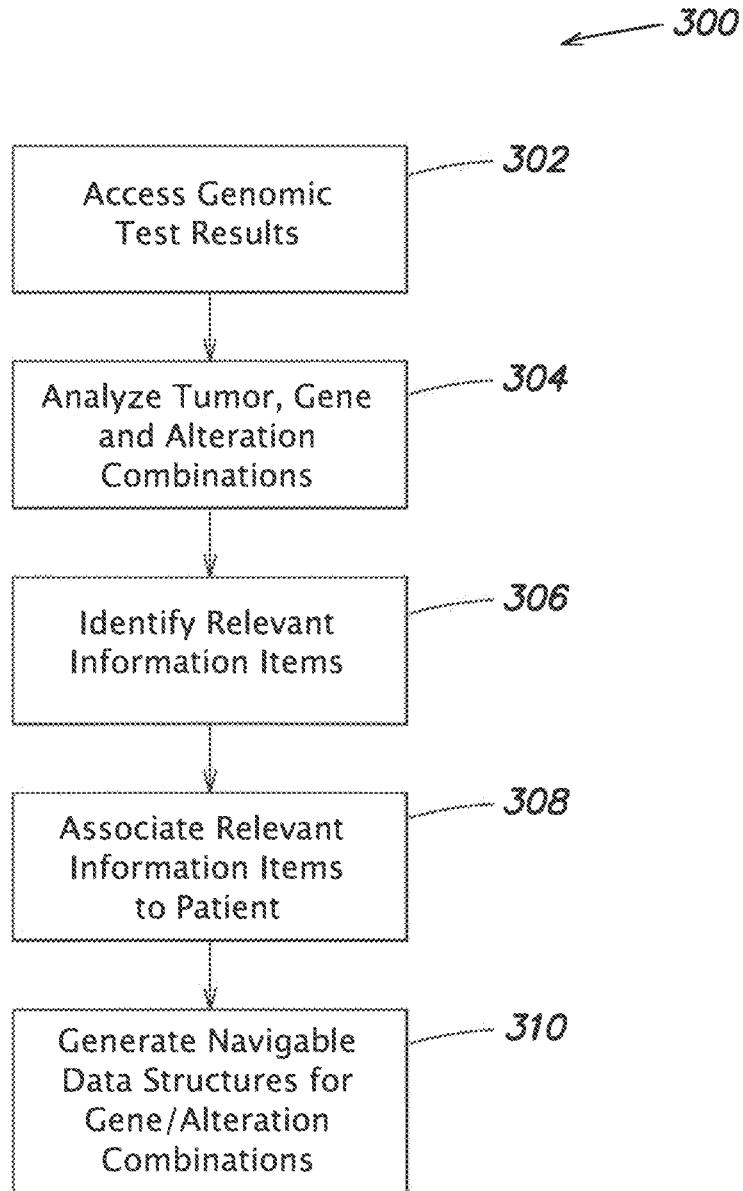 300
302
Access Genomic
Test Results
304
Analyze Tumor, Gene
and Alteration
Combinations
306
Identify Relevant
Information Items
308
Associate Relevant
Information Items
to Patient
310
Generate Navigable
Data Structures for
Gene/Alteration
Combinations